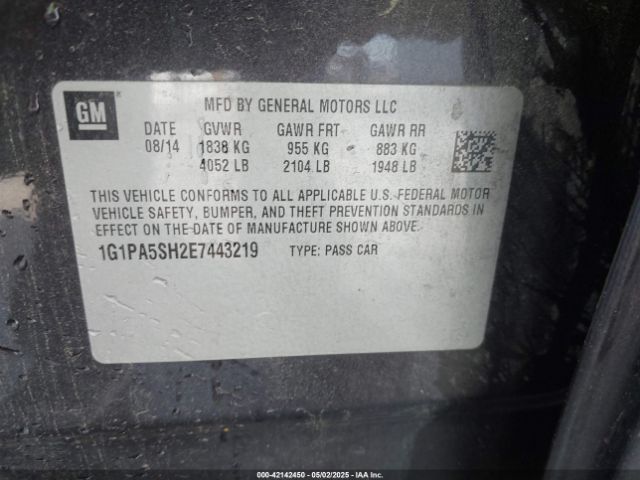 GM
MFD BY GENERAL MOTORS LLC
DATE GVWR GAWR FRT GAWR RR
08/14 1838 KG 955 KG 883 KG
4052 LB 2104 LB 1948 LB
THIS VEHICLE CONFORMS TO ALL APPLICABLE U.S. FEDERAL MOTOR
VEHICLE SAFETY, BUMPER, AND THEFT PREVENTION STANDARDS IN
EFFECT ON THE DATE OF MANUFACTURE SHOWN ABOVE.
1G1PA5SH2E7443219 TYPE: PASS CAR
000-42142450 - 05/02/2025 - IAAI, INC.